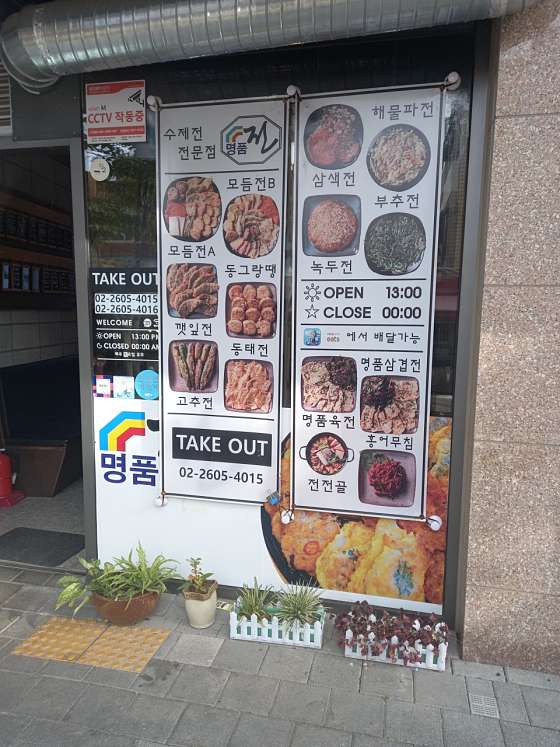 CCTV 작동중
수제전
전문점
명품 전
모듬전B
모듬전A
동그랑땡
깻잎전
동태전
고추전
TAKE OUT
02-2605-4015
해물파전
삼색전
부추전
녹두전
OPEN 13:00
CLOSE 00:00
eats 에서 배달가능
명품삼겹전
명품육전
홍어무침
전전골
TAKE OUT
02-2605-4015
02-2605-4016
WELCOME
OPEN 13:00 PM
CLOSED 00:00 AM
명품